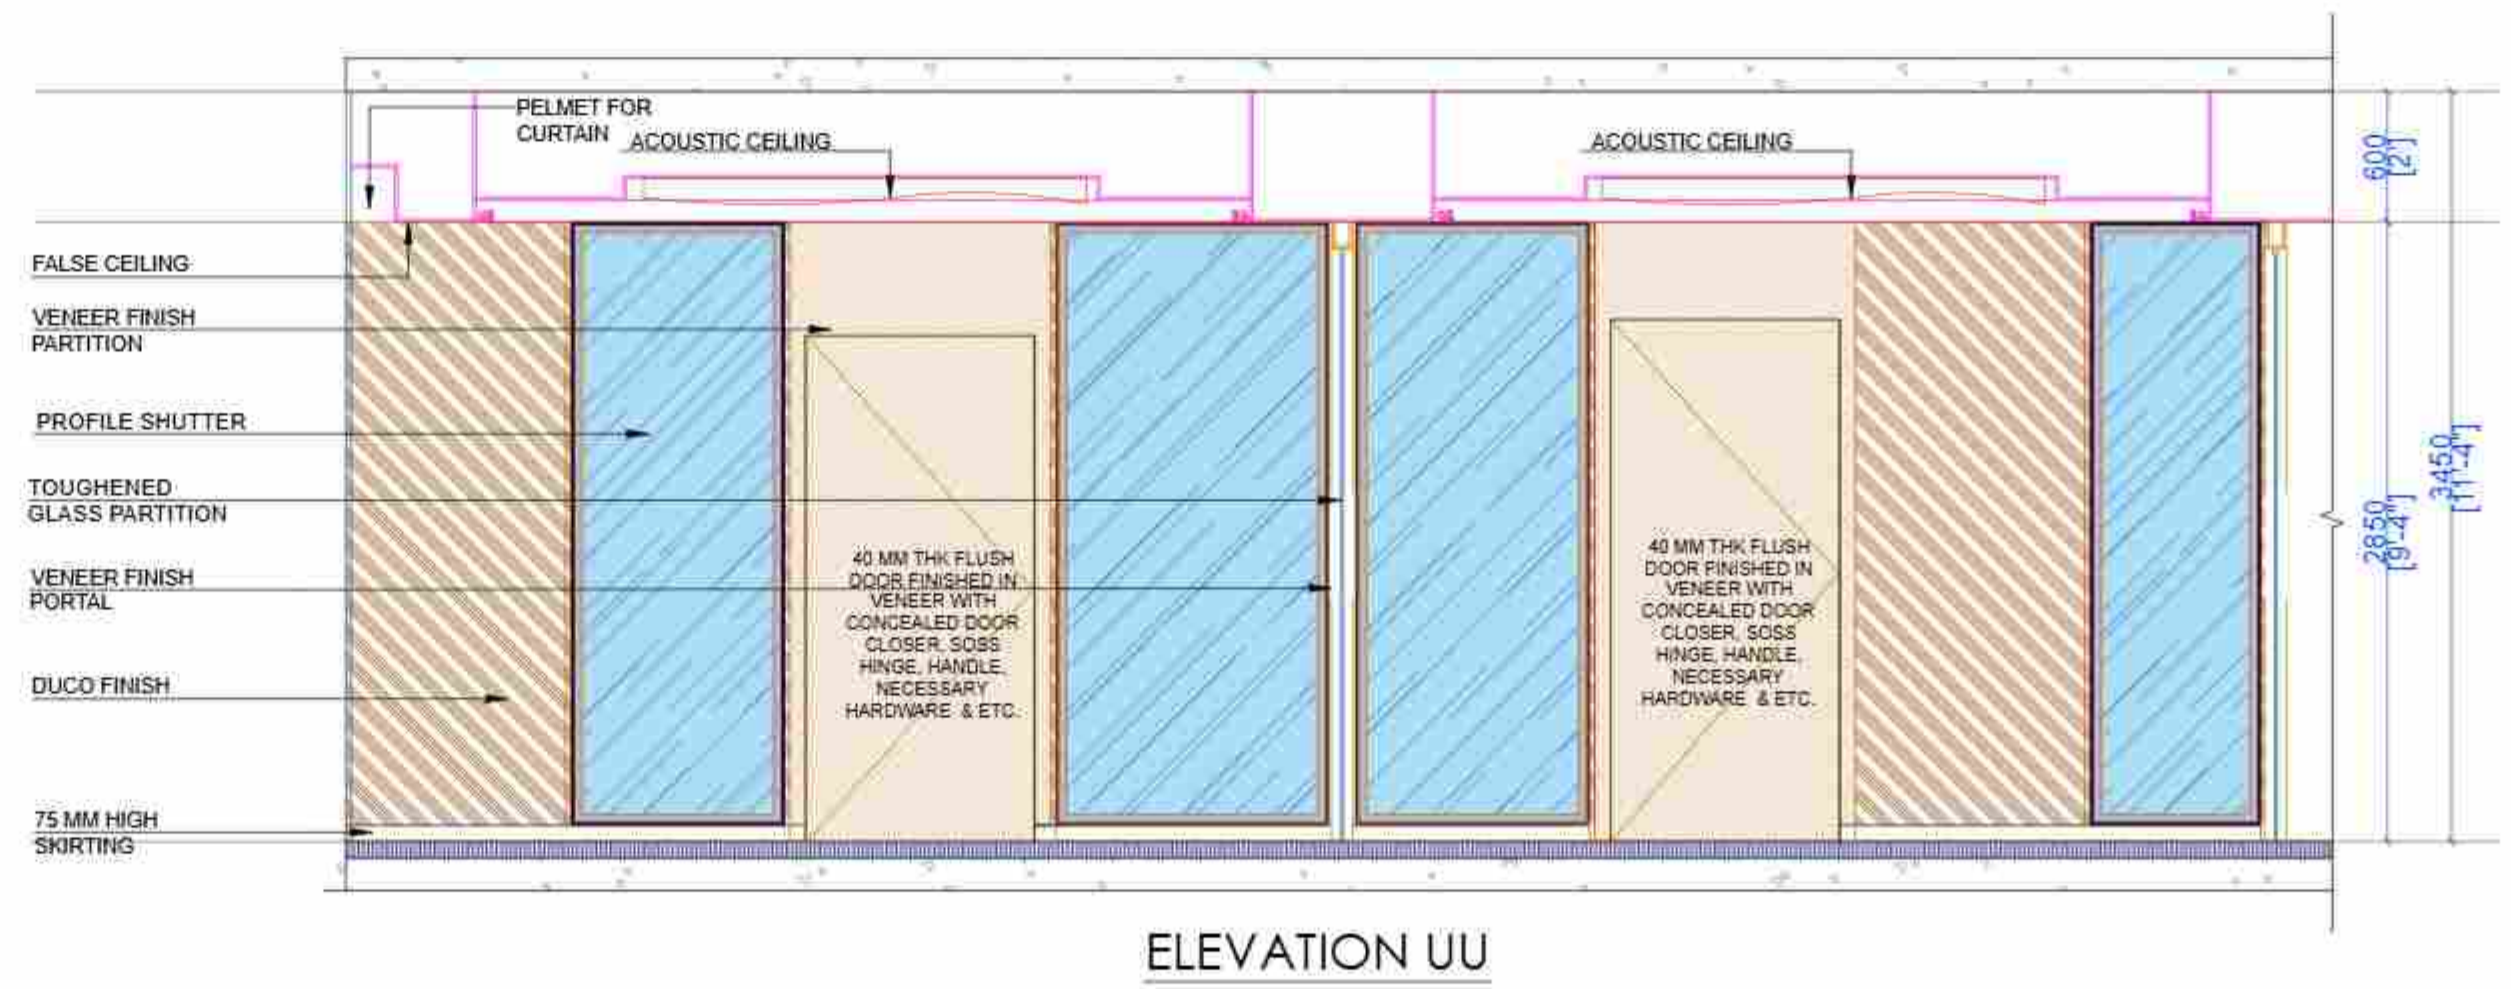 PELMET FOR
CURTAIN
ACOUSTIC CEILING
ACOUSTIC CEILING
600
[2']
FALSE CEILING
VENEER FINISH
PARTITION
PROFILE SHUTTER
TOUGHENED
GLASS PARTITION
VENEER FINISH
PORTAL
DUCO FINISH
75 MM HIGH
SKIRTING
40 MM THK FLUSH
DOOR FINISHED IN
VENEER WITH
CONCEALED DOOR
CLOSER, SOSS
HINGE, HANDLE,
NECESSARY
HARDWARE & ETC.
40 MM THK FLUSH
DOOR FINISHED IN
VENEER WITH
CONCEALED DOOR
CLOSER, SOSS
HINGE, HANDLE,
NECESSARY
HARDWARE & ETC.
2850
[9'-4"]
3450
[11'-4"]
ELEVATION UU